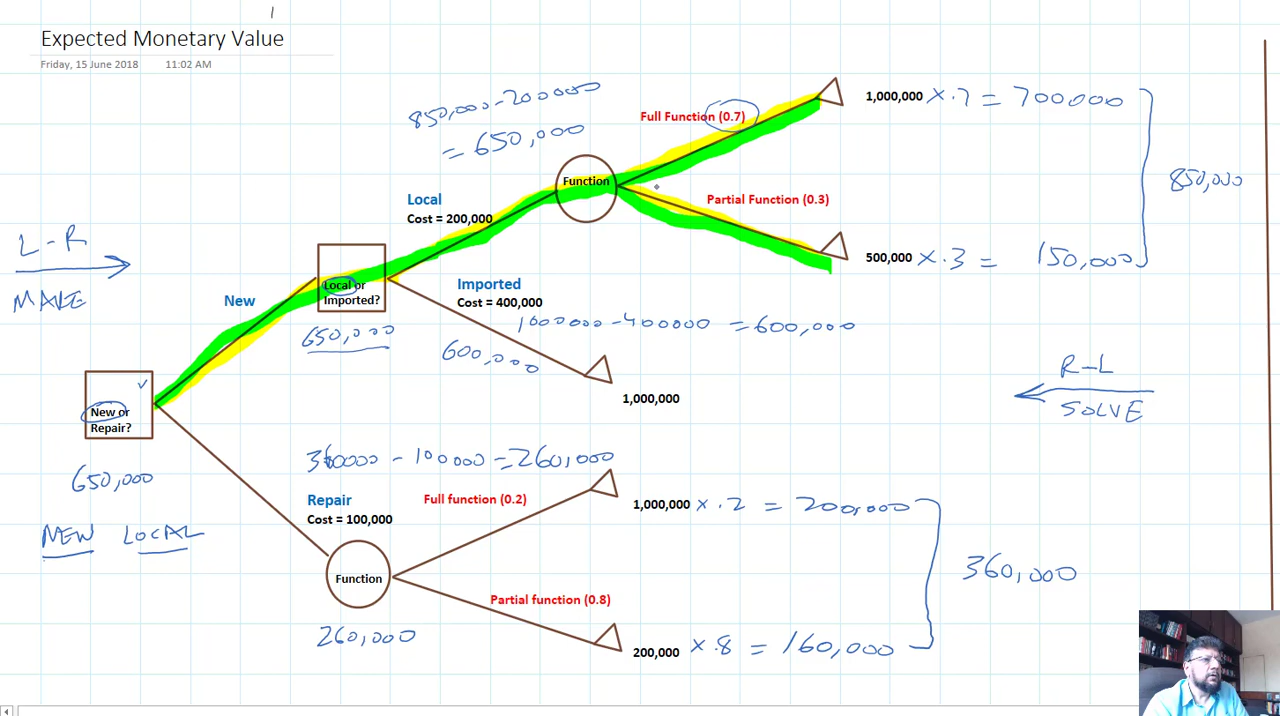 Expected Monetary Value
Friday, 15 June 2018 11:02 AM
850,000-200000
= 650,000
Full Function (0.7)
1,000,000 x .7 = 700000
850,000
Function
Local
Cost = 200,000
Partial Function (0.3)
500,000 x .3 = 150,000
L-R
MAKE
New
Local or
Imported?
650,000
Imported
Cost = 400,000
1000000-400000 = 600,000
600,000
1,000,000
R-L
SOLVE
New or
Repair?
650,000
NEW LOCAL
360000 - 100000 = 260,000
Repair
Cost = 100,000
Full function (0.2)
1,000,000 x .2 = 200,000
360,000
Function
260,000
Partial function (0.8)
200,000 x .8 = 160,000